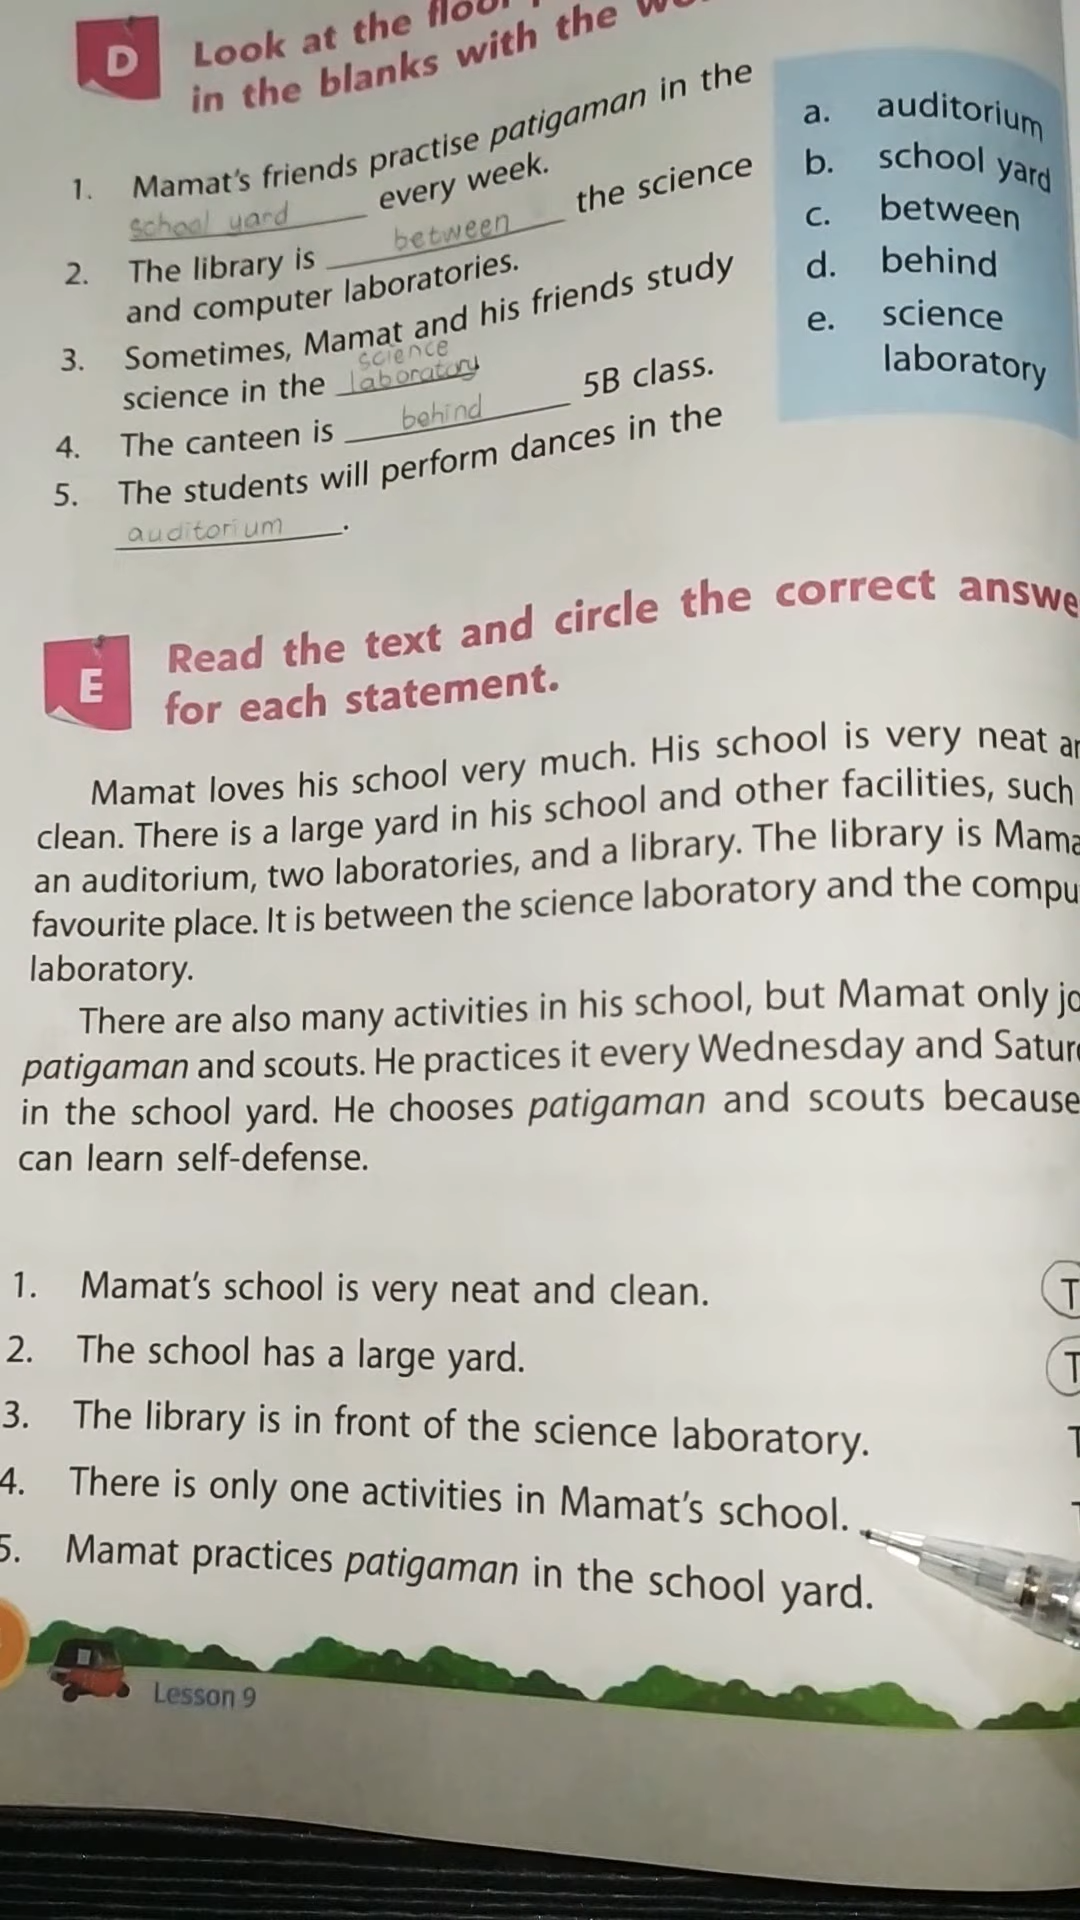 D
Look at the floor
in the blanks with the
1. Mamat's friends practise patigaman in the
school yard every week.
2. The library is between the science
and computer laboratories.
3. Sometimes, Mamat and his friends study
science
science in the laboratory
4. The canteen is behind 5B class.
5. The students will perform dances in the
auditorium.
a. auditorium
b. school yard
c. between
d. behind
e. science
laboratory
E
Read the text and circle the correct answe
for each statement.
Mamat loves his school very much. His school is very neat an
clean. There is a large yard in his school and other facilities, such
an auditorium, two laboratories, and a library. The library is Mama
favourite place. It is between the science laboratory and the compu
laboratory.
There are also many activities in his school, but Mamat only jo
patigaman and scouts. He practices it every Wednesday and Satur
in the school yard. He chooses patigaman and scouts because
can learn self-defense.
1. Mamat's school is very neat and clean. T
2. The school has a large yard. T
3. The library is in front of the science laboratory. T
4. There is only one activities in Mamat's school.
5. Mamat practices patigaman in the school yard.
Lesson 9